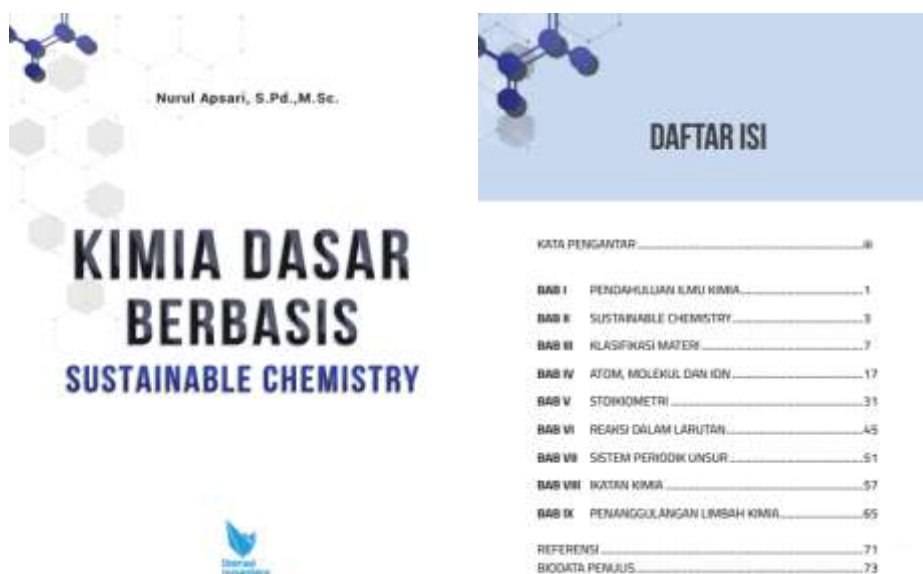 Nurul Apsari, S.Pd.,M.Sc.
KIMIA DASAR
BERBASIS
SUSTAINABLE CHEMISTRY
DAFTAR ISI
KATA PENGANTAR iii
BAB I PENDAHULUAN ILMU KIMIA 1
BAB II SUSTAINABLE CHEMISTRY 3
BAB III KLASIFIKASI MATERI 7
BAB IV ATOM, MOLEKUL DAN ION 17
BAB V STOIKIOMETRI 31
BAB VI REAKSI DALAM LARUTAN 45
BAB VII SISTEM PERIODIK UNSUR 51
BAB VIII IKATAN KIMIA 57
BAB IX PENANGGULANGAN LIMBAH KIMIA 65
REFERENSI 71
BIODATA PENULIS 73